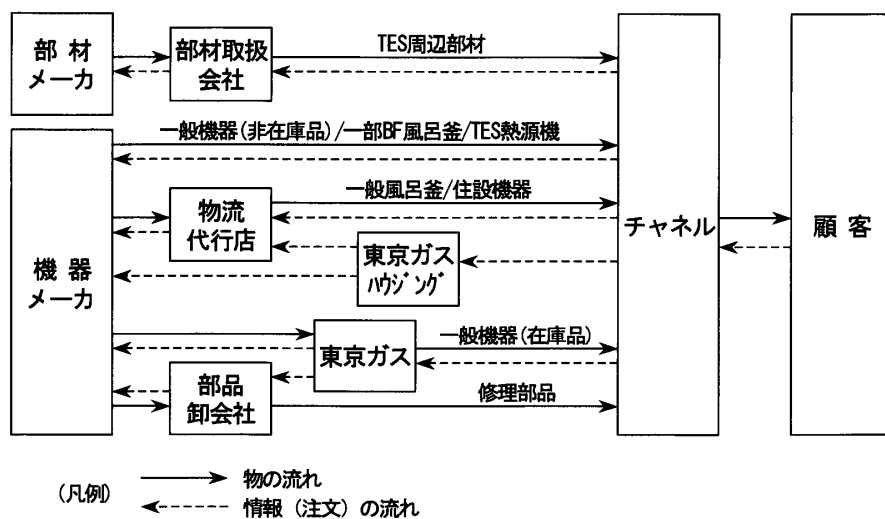 部材
メーカ
部材取扱
会社
TES周辺部材
一般機器(非在庫品)/一部BF風呂釜/TES熱源機
一般風呂釜/住設機器
物流
代行店
東京ガス
ハウジング
機器
メーカ
チャネル
顧客
東京ガス
一般機器(在庫品)
部品
卸会社
修理部品
(凡例)
物の流れ
情報(注文)の流れ